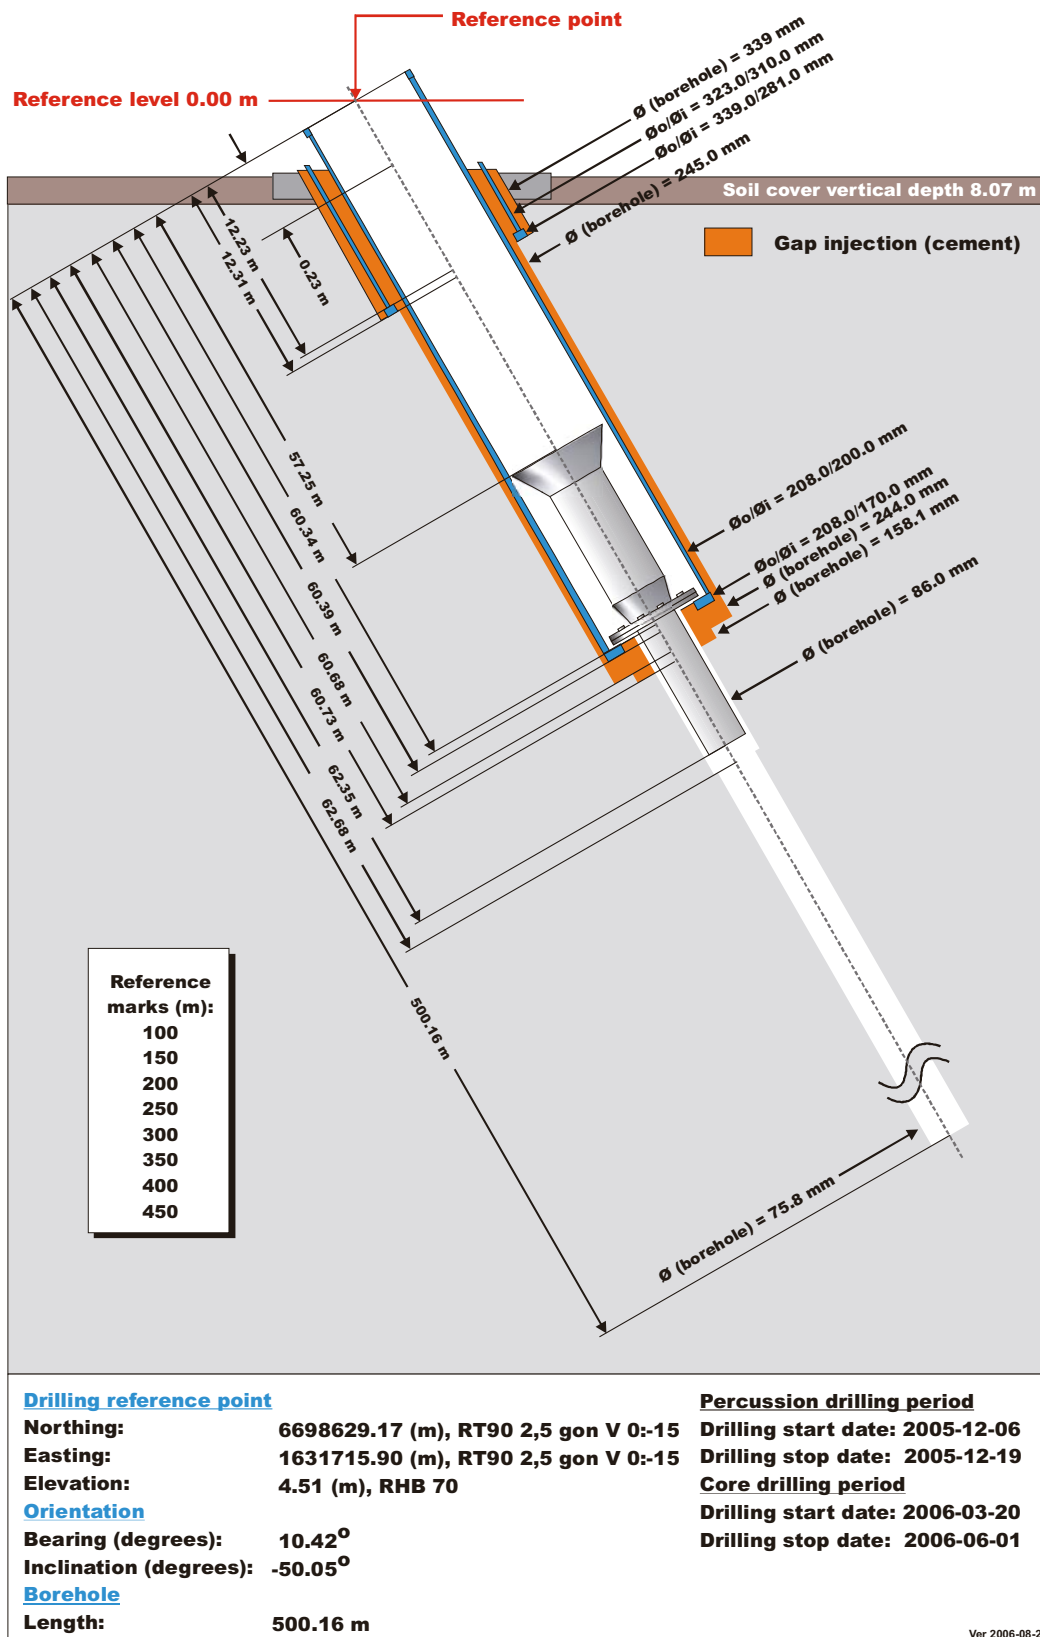 Reference point
Reference level 0.00 m
Ø (borehole) = 339 mm
Øo/Øi = 323.0/310.0 mm
Øo/Øi = 339.0/281.0 mm
Ø (borehole) = 245.0 mm
Soil cover vertical depth 8.07 m
Gap injection (cement)
12.23 m
12.31 m
0.23 m
57.25 m
60.34 m
60.39 m
60.68 m
60.73 m
62.35 m
62.68 m
500.16 m
Øo/Øi = 208.0/200.0 mm
Øo/Øi = 208.0/170.0 mm
Ø (borehole) = 244.0 mm
Ø (borehole) = 158.1 mm
Ø (borehole) = 86.0 mm
Ø (borehole) = 75.8 mm
Reference
marks (m):
100
150
200
250
300
350
400
450
Drilling reference point
Northing: 6698629.17 (m), RT90 2,5 gon V 0:-15
Easting: 1631715.90 (m), RT90 2,5 gon V 0:-15
Elevation: 4.51 (m), RHB 70
Orientation
Bearing (degrees): 10.42°
Inclination (degrees): -50.05°
Borehole
Length: 500.16 m
Percussion drilling period
Drilling start date: 2005-12-06
Drilling stop date: 2005-12-19
Core drilling period
Drilling start date: 2006-03-20
Drilling stop date: 2006-06-01
Ver 2006-08-2